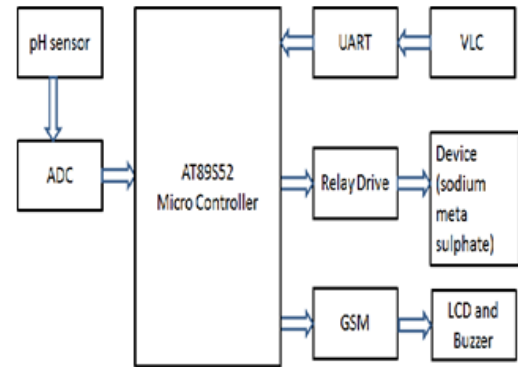 pH sensor
UART
VLC
ADC
AT89S52
Micro Controller
Relay Drive
Device
(sodium
meta
sulphate)
GSM
LCD and
Buzzer